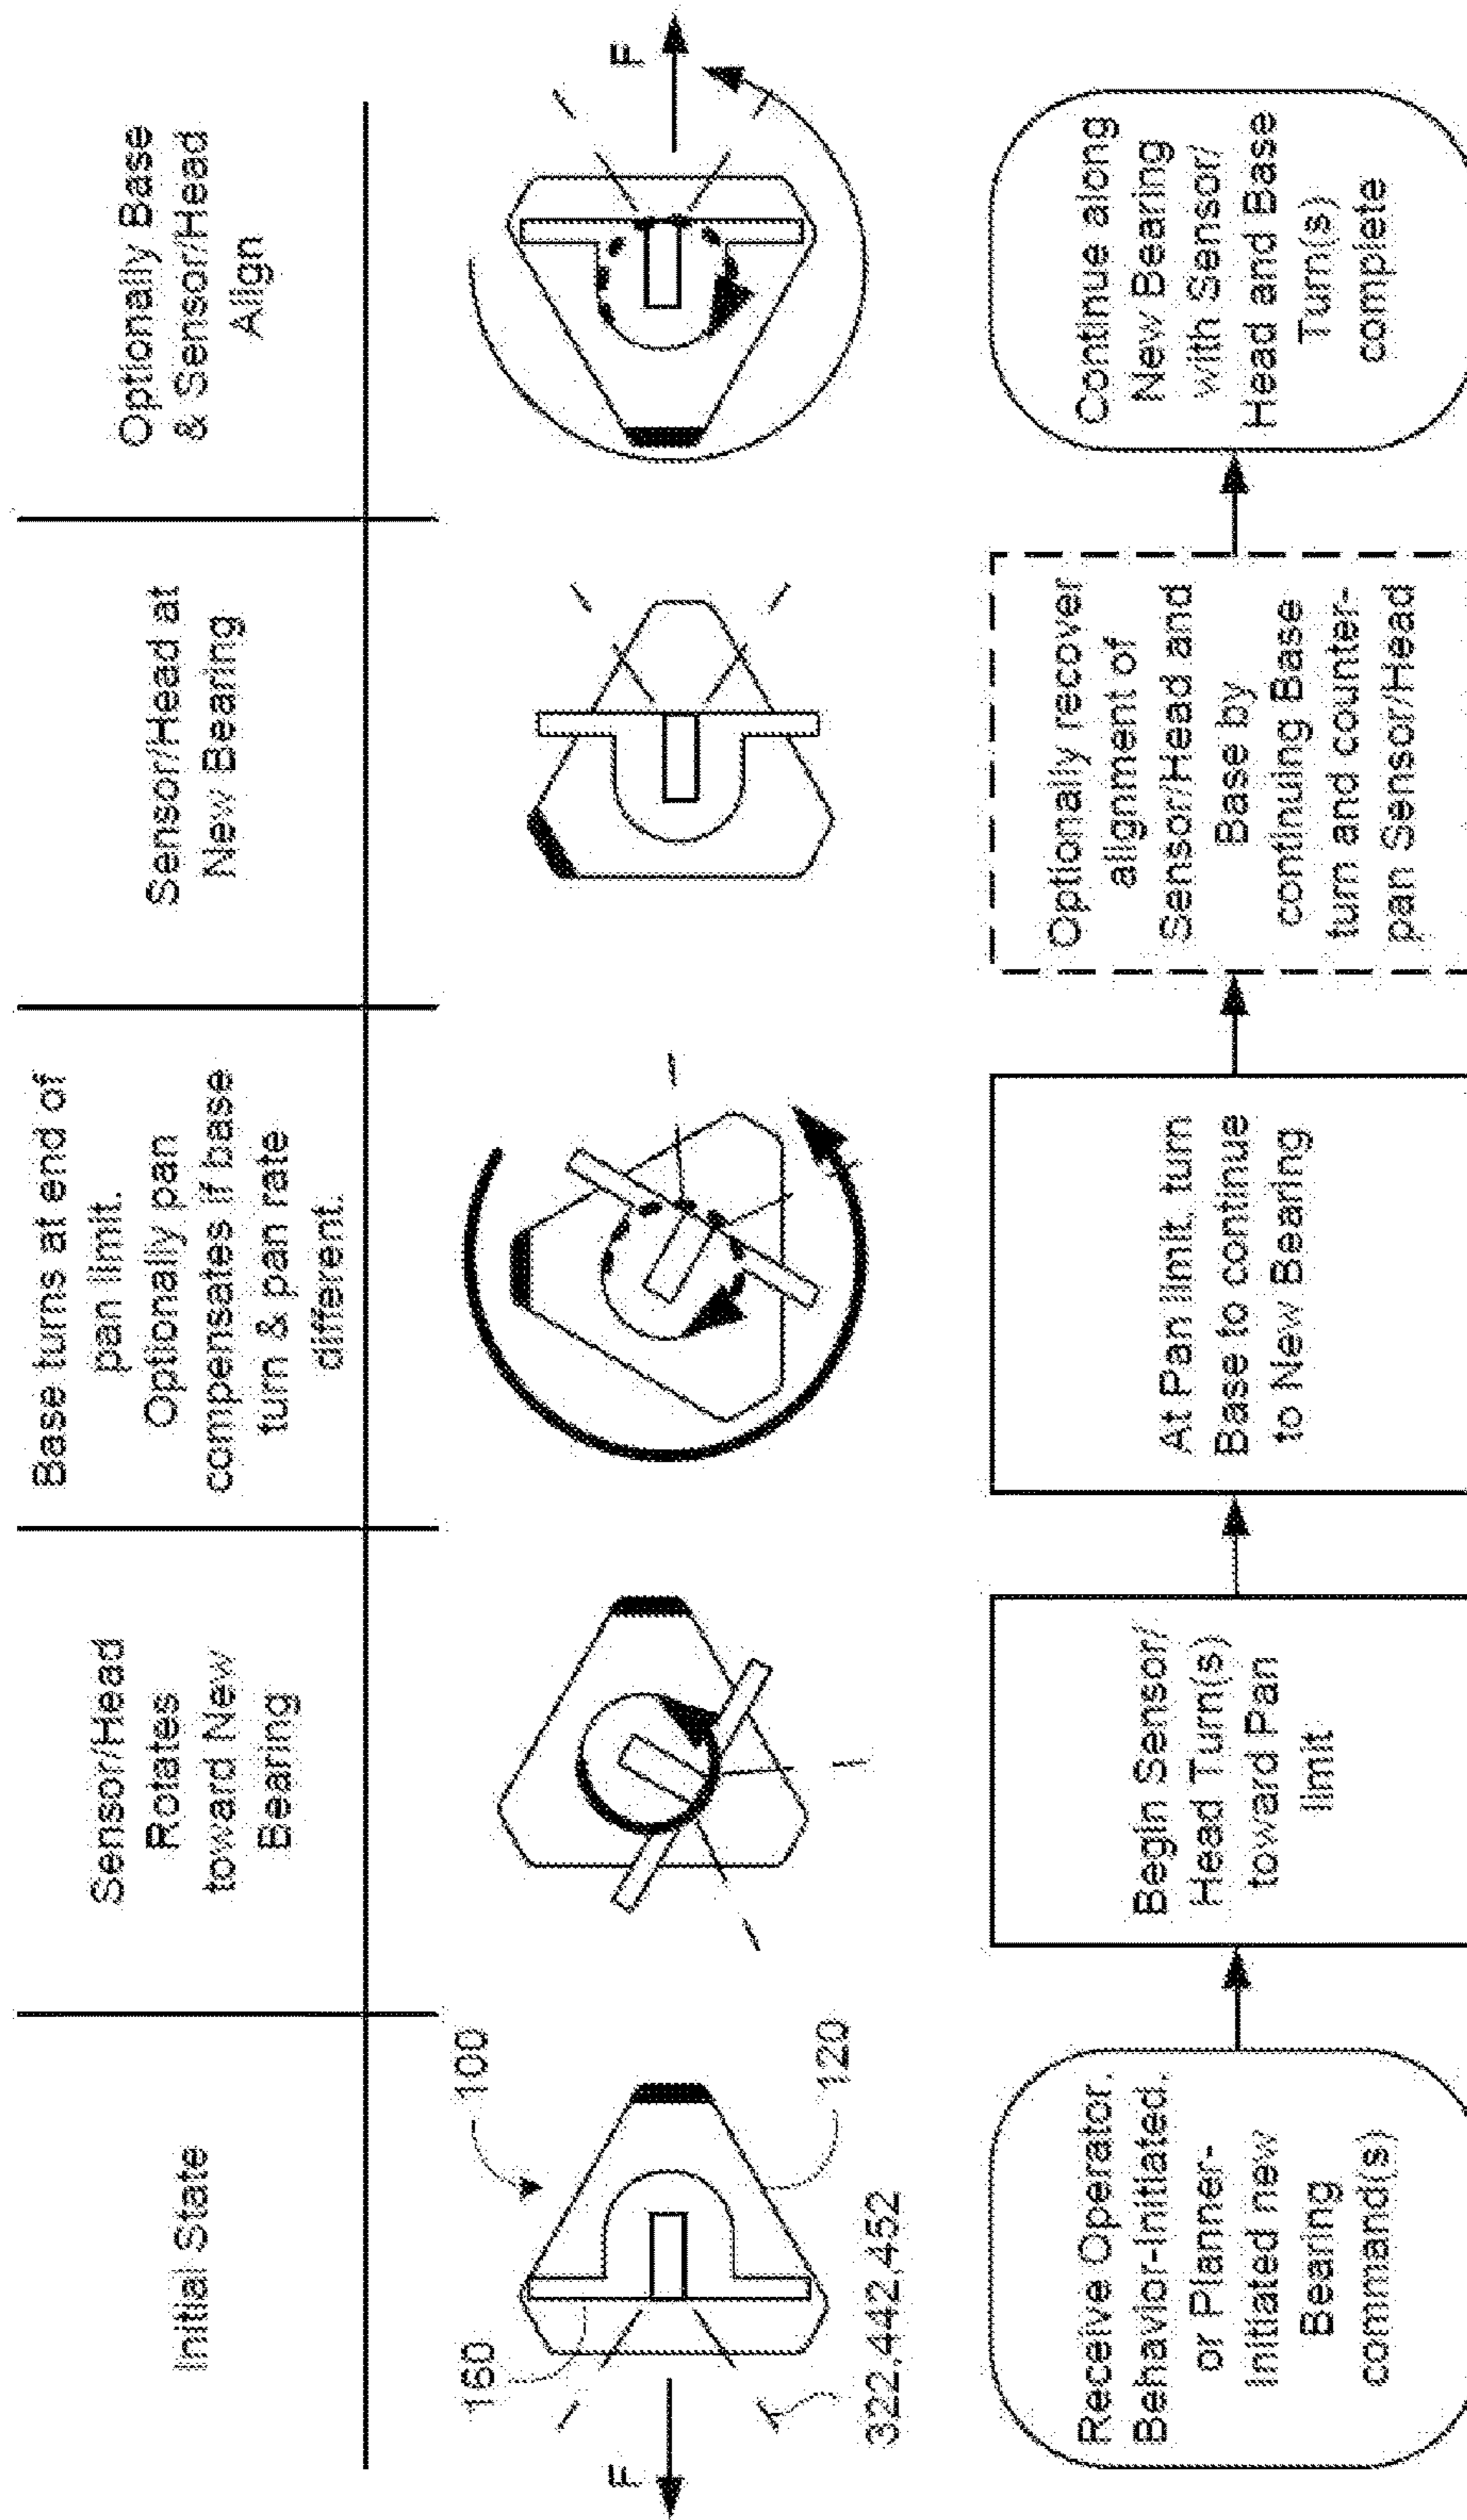 Initial State
Sensor/Head
Rotates
toward New
Bearing
Base turns at end of
pan limit.
Optionally pan
compensates if base
turn & pan rate
different.
Sensor/Head at
New Bearing
Optionally Base
& Sensor/Head
Align
F
160
100
120
322,442,452
F
Receive Operator.
Behavior-Initiated.
or Planner-
Initiated new
Bearing
command(s)
Begin Sensor/
Head Turn(s)
toward Pan
limit
At Pan limit, turn
Base to continue
to New Bearing
Optionally recover
alignment of
Sensor/Head and
Base by
continuing Base
turn and counter-
pan Sensor/Head
Continue along
New Bearing
with Sensor/
Head and Base
Turn(s)
complete